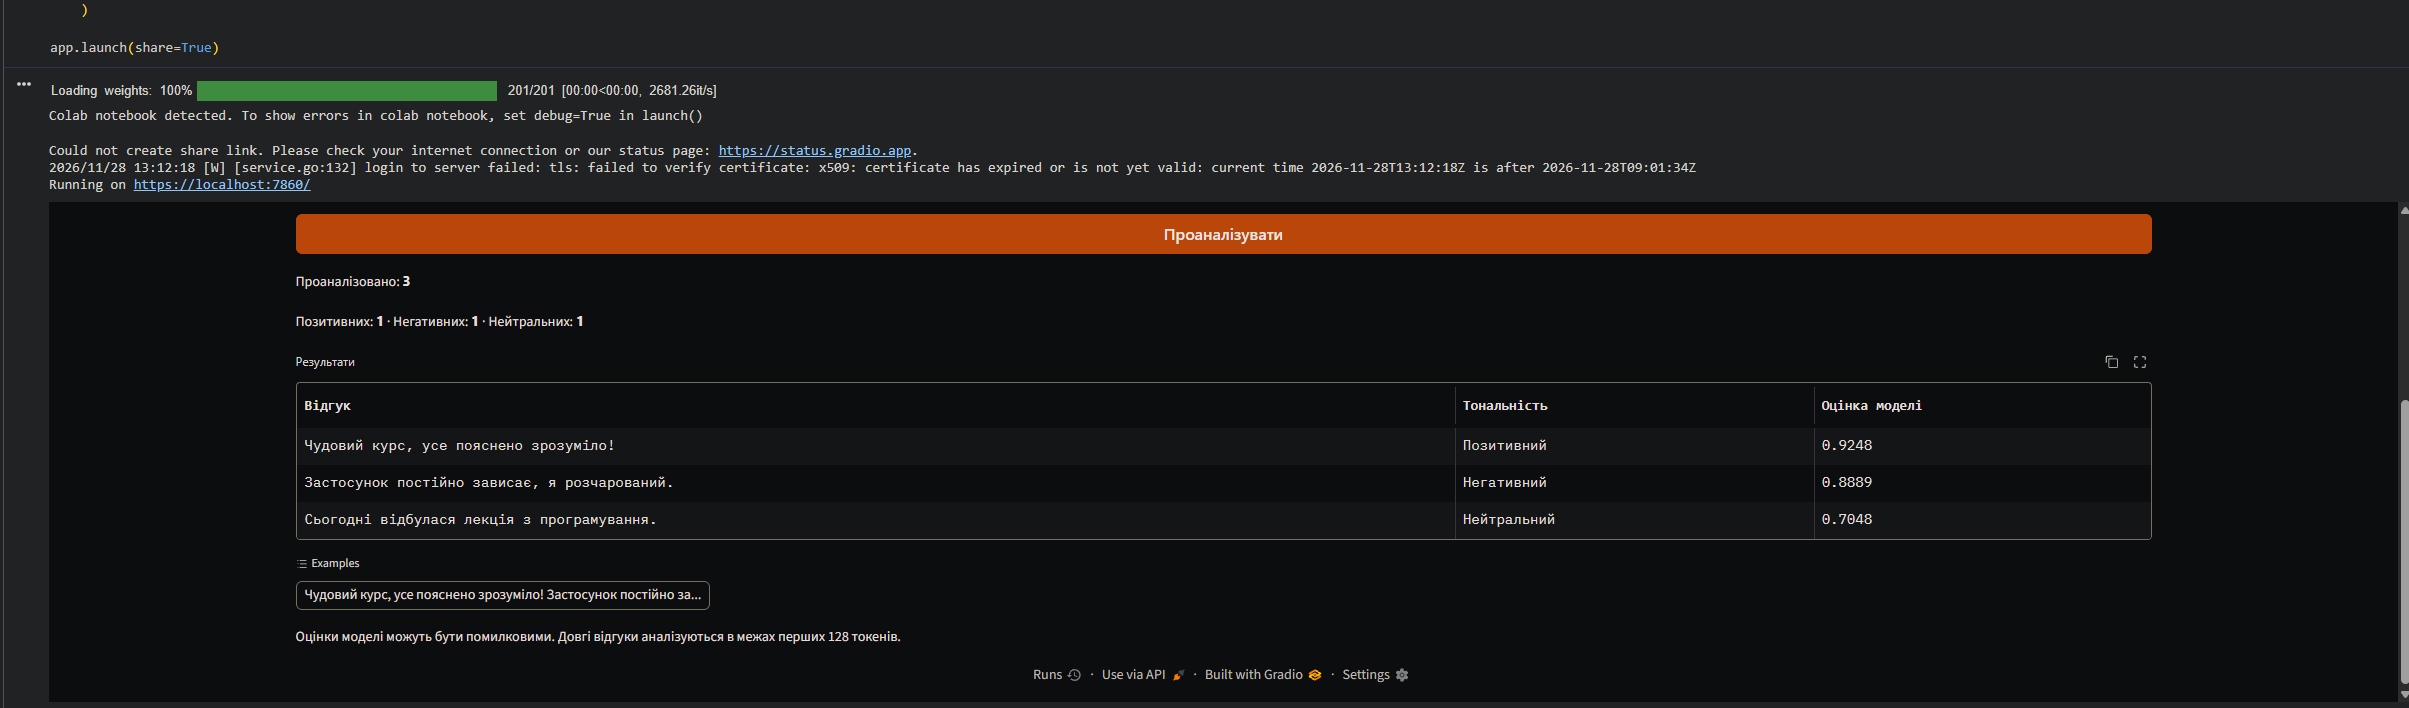 )
app.launch(share=True)
Loading weights: 100% 201/201 [00:00<00:00, 2681.26it/s]
Colab notebook detected. To show errors in colab notebook, set debug=True in launch()
Could not create share link. Please check your internet connection or our status page: https://status.gradio.app.
2026/11/28 13:12:18 [W] [service.go:132] login to server failed: tls: failed to verify certificate: x509: certificate has expired or is not yet valid: current time 2026-11-28T13:12:18Z is after 2026-11-28T09:01:34Z
Running on https://localhost:7860/
Проаналізувати
Проаналізовано: 3
Позитивних: 1 · Негативних: 1 · Нейтральних: 1
Результати
Відгук Тональність Оцінка моделі
Чудовий курс, усе пояснено зрозуміло! Позитивний 0.9248
Застосунок постійно зависає, я розчарований. Негативний 0.8889
Сьогодні відбулася лекція з програмування. Нейтральний 0.7048
Examples
Чудовий курс, усе пояснено зрозуміло! Застосунок постійно за...
Оцінки моделі можуть бути помилковими. Довгі відгуки аналізуються в межах перших 128 токенів.
Runs · Use via API · Built with Gradio · Settings